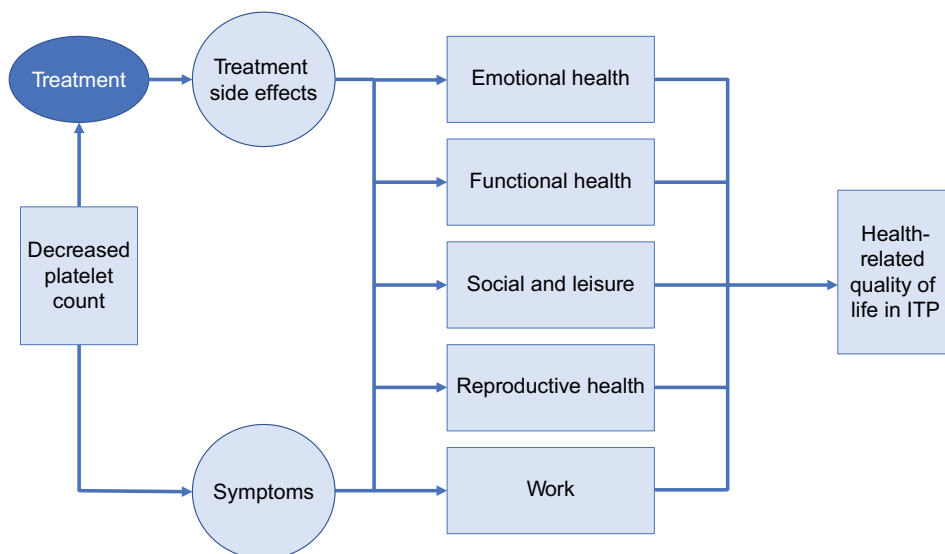 Treatment
Treatment
side effects
Emotional health
Functional health
Decreased
platelet
count
Social and leisure
Health-
related
quality of
life in ITP
Reproductive health
Symptoms
Work